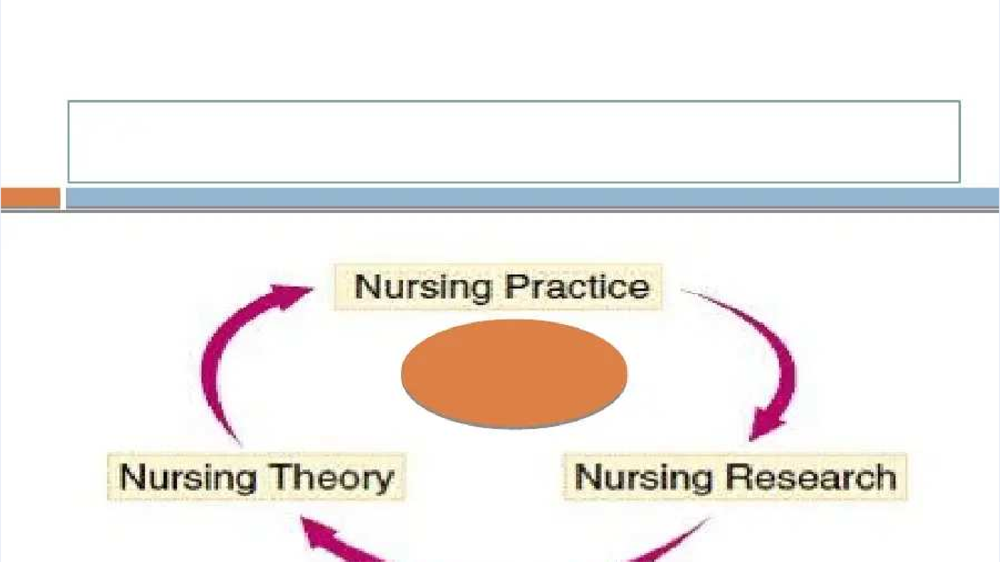 Nursing Practice
Nursing Theory
Nursing Research